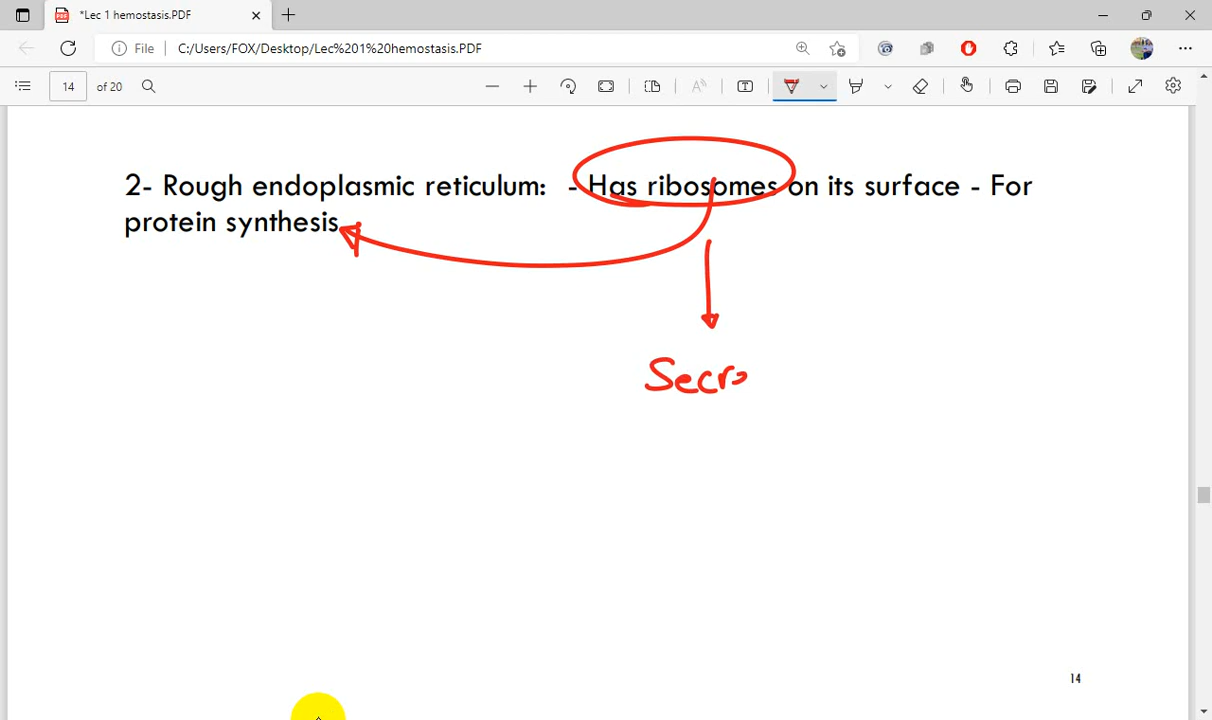 *Lec 1 hemostasis.PDF
File | C:/Users/FOX/Desktop/Lec%201%20hemostasis.PDF
14 of 20
2- Rough endoplasmic reticulum: - Has ribosomes on its surface - For
protein synthesis
Secr
14